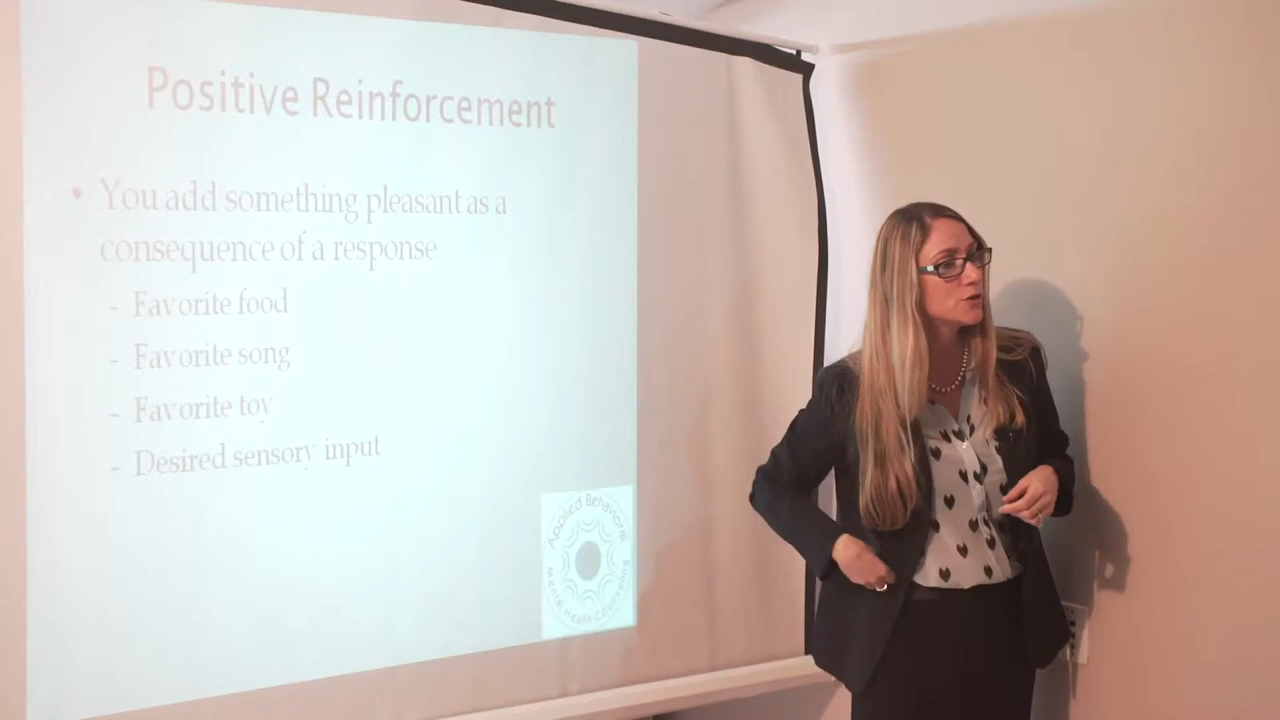 Positive Reinforcement
• You add something pleasant as a
consequence of a response
- Favorite food
- Favorite song
- Favorite toy
- Desired sensory input
Applied Behavioral
Mental Health Counseling